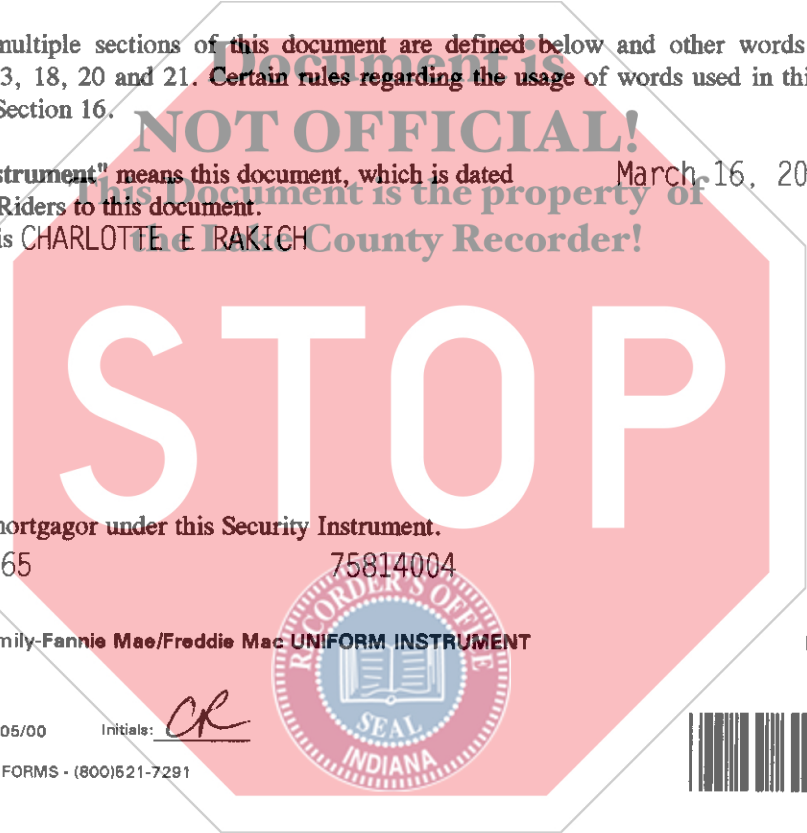 multiple sections of this document are defined below and other words
3, 18, 20 and 21. Certain rules regarding the usage of words used in thi
Section 16.
Document is
NOT OFFICIAL!
This Document is the property of
the Lake County Recorder!
strument" means this document, which is dated March 16, 20
Riders to this document.
is CHARLOTTE E RAKICH
STOP
nortgagor under this Security Instrument.
65 75814004
mily-Fannie Mae/Freddie Mac UNIFORM INSTRUMENT
05/00 Initials: CR
FORMS - (800)521-7291
RECORDER'S OFFICE
SEAL
INDIANA